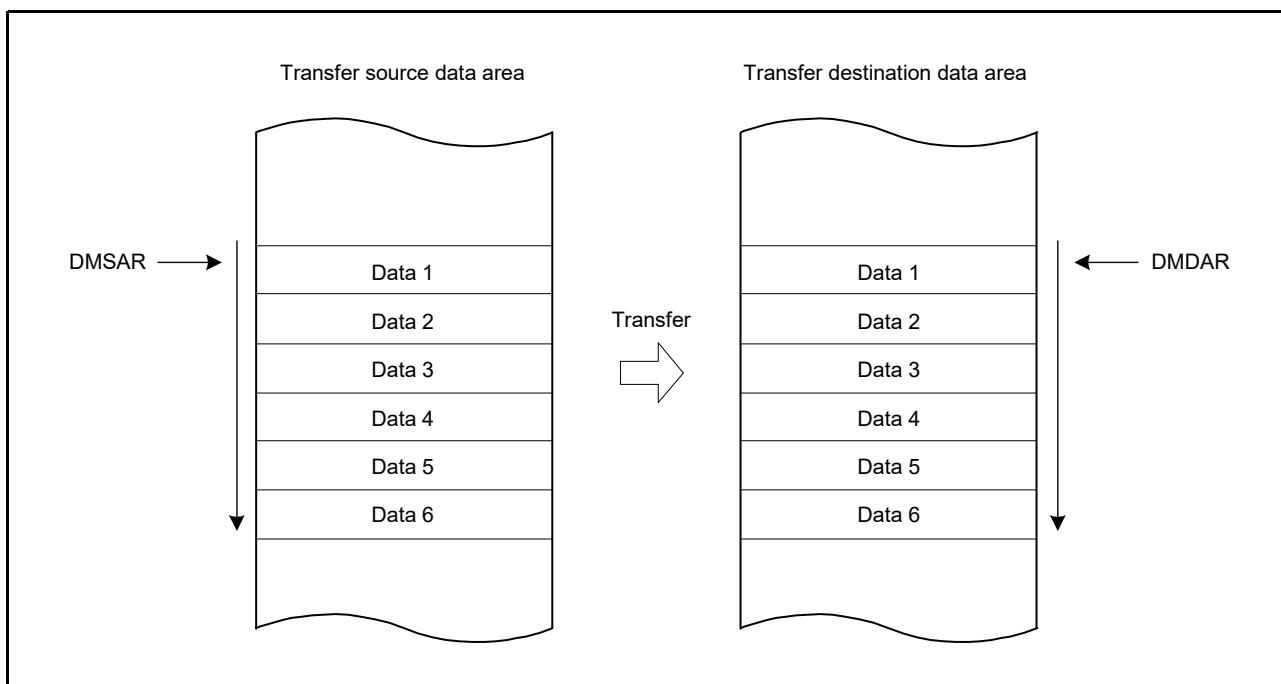 Transfer source data area
Transfer destination data area
DMSAR
Data 1
Data 1
DMDAR
Data 2
Transfer
Data 2
Data 3
Data 3
Data 4
Data 4
Data 5
Data 5
Data 6
Data 6